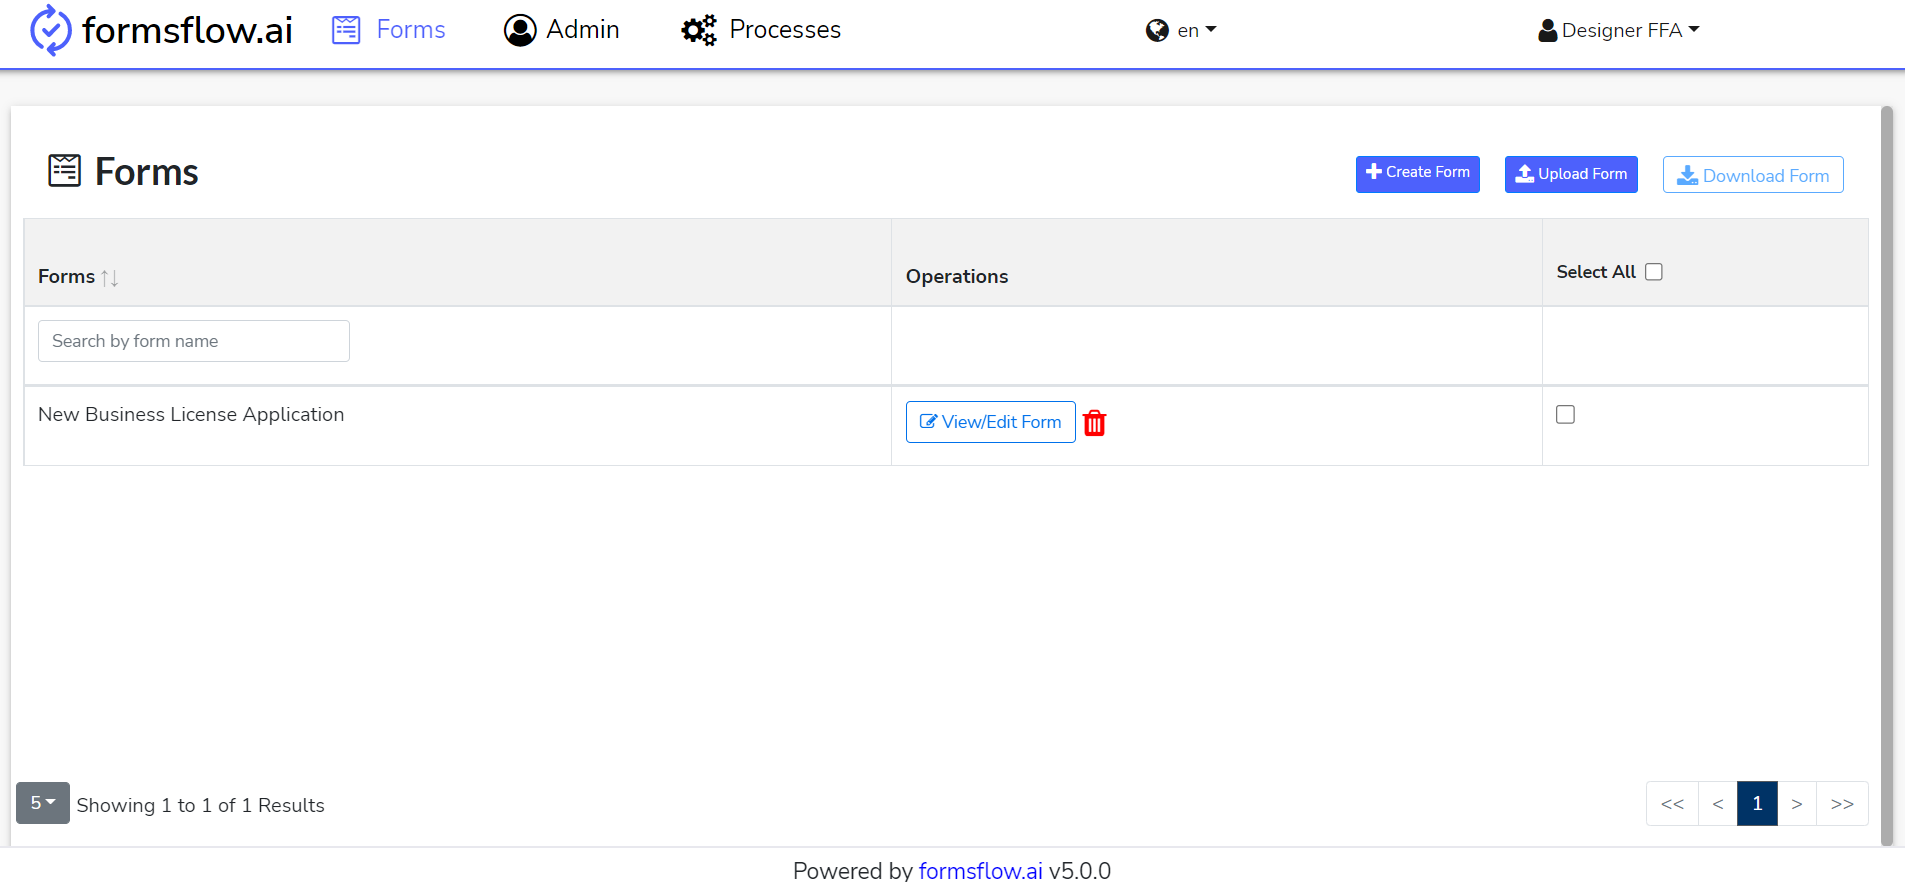 formsflow.ai Forms Admin Processes en Designer FFA
Forms Create Form Upload Form Download Form
Forms Operations Select All
Search by form name
New Business License Application View/Edit Form
5 Showing 1 to 1 of 1 Results << < 1 > >>
Powered by formsflow.ai v5.0.0